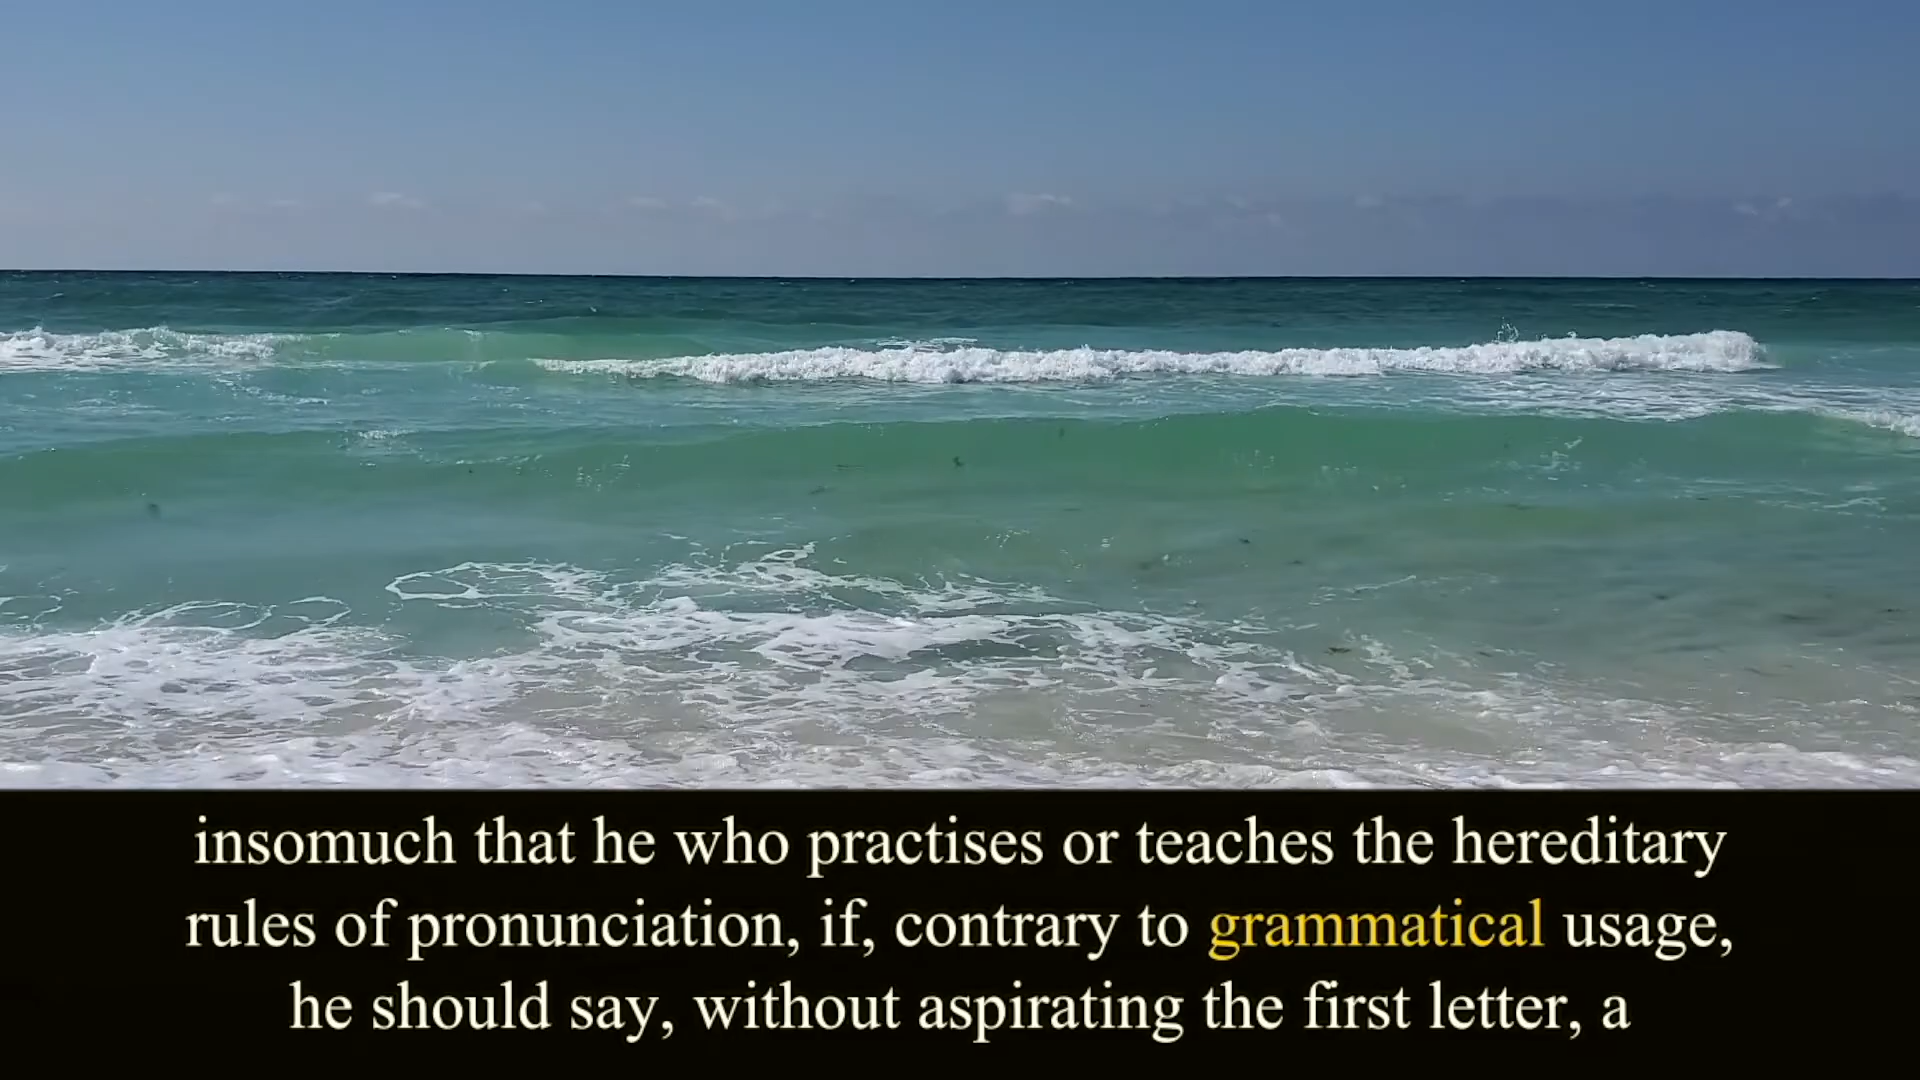 insomuch that he who practises or teaches the hereditary
rules of pronunciation, if, contrary to grammatical usage,
he should say, without aspirating the first letter, a